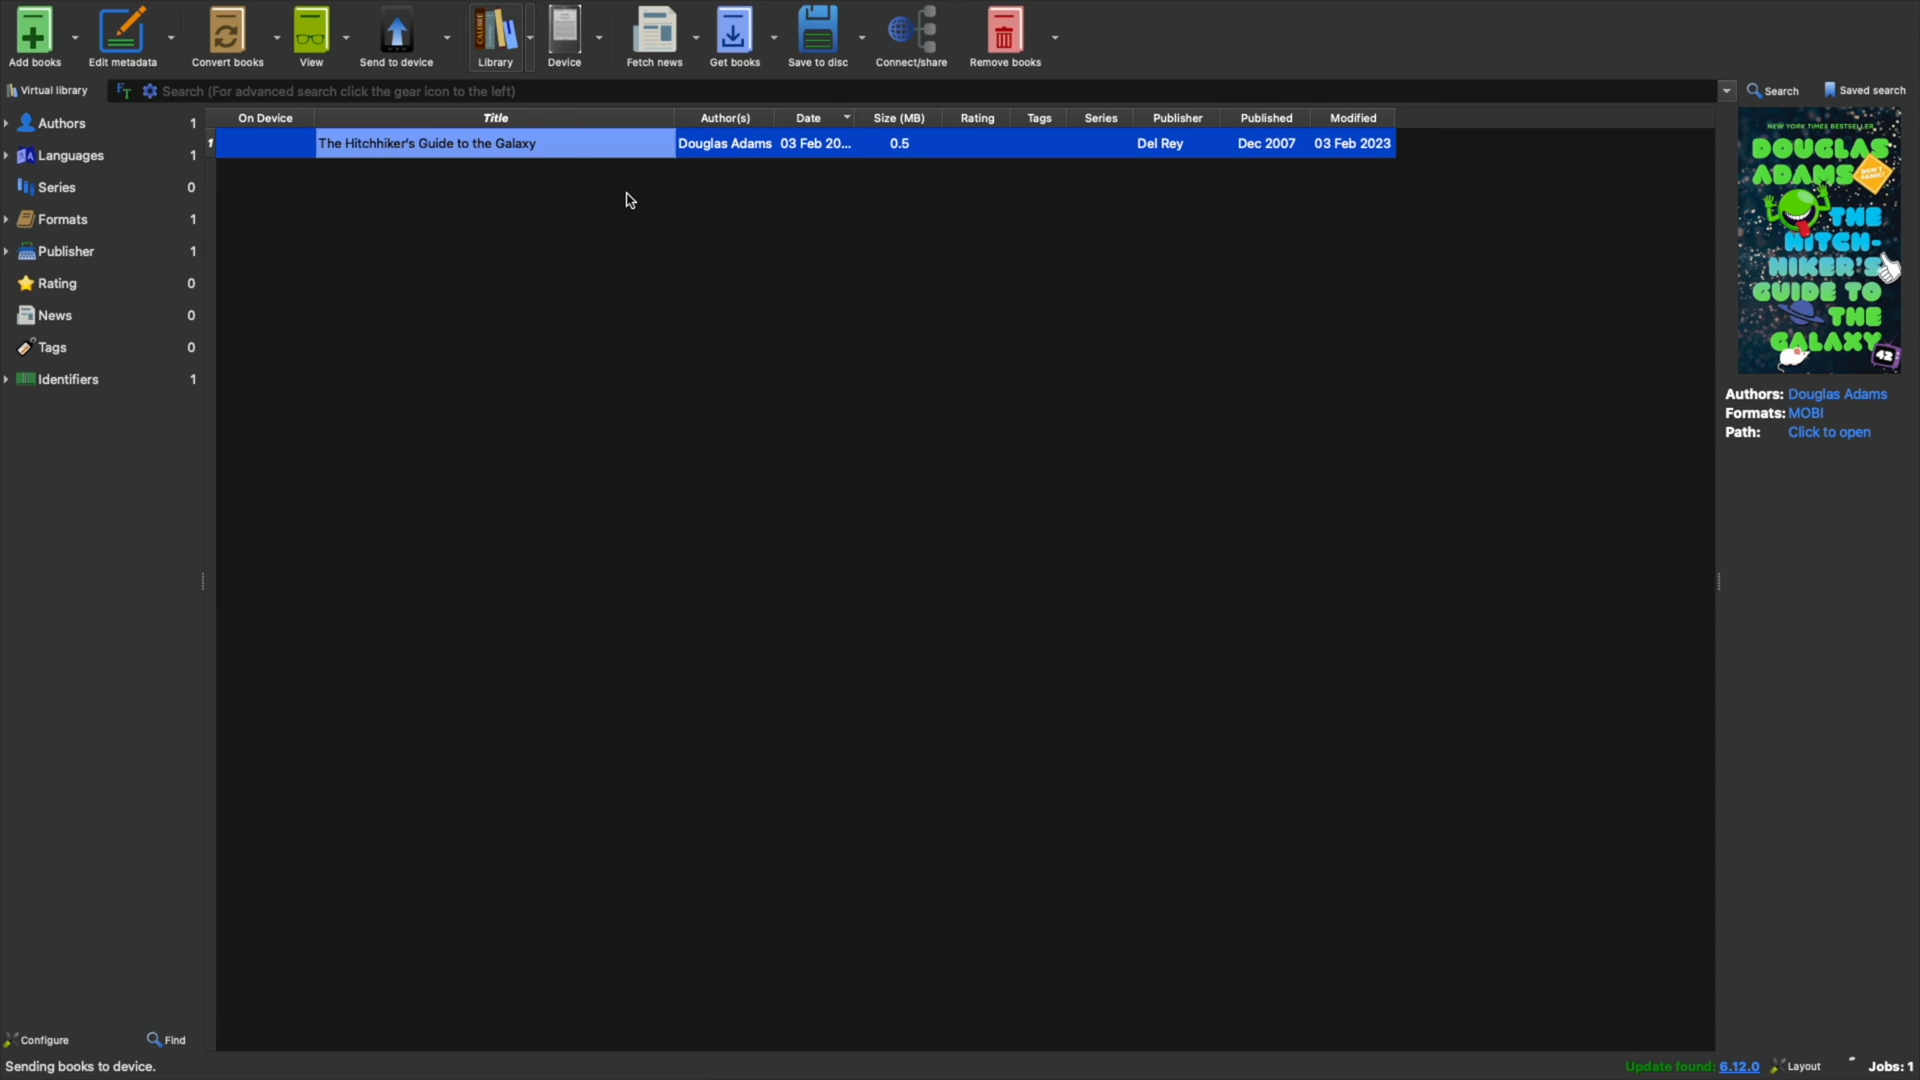 Add books
Edit metadata
Convert books
View
Send to device
CALIBRE
Library
Device
Fetch news
Get books
Save to disc
Connect/share
Remove books
Virtual library
FT
Search (For advanced search click the gear icon to the left)
Search
Saved search
Authors 1
Languages 1
Series 0
Formats 1
Publisher 1
Rating 0
News 0
Tags 0
Identifiers 1
On Device Title Author(s) Date Size (MB) Rating Tags Series Publisher Published Modified
1 The Hitchhiker's Guide to the Galaxy Douglas Adams 03 Feb 20... 0.5 Del Rey Dec 2007 03 Feb 2023
NEW YORK TIMES BESTSELLER
DOUGLAS
ADAMS
DON'T
PANIC!
THE
HITCH-
HIKER'S
GUIDE TO
THE
GALAXY
42
Authors: Douglas Adams
Formats: MOBI
Path: Click to open
Configure
Find
Sending books to device.
Update found: 6.12.0
Layout
Jobs: 1